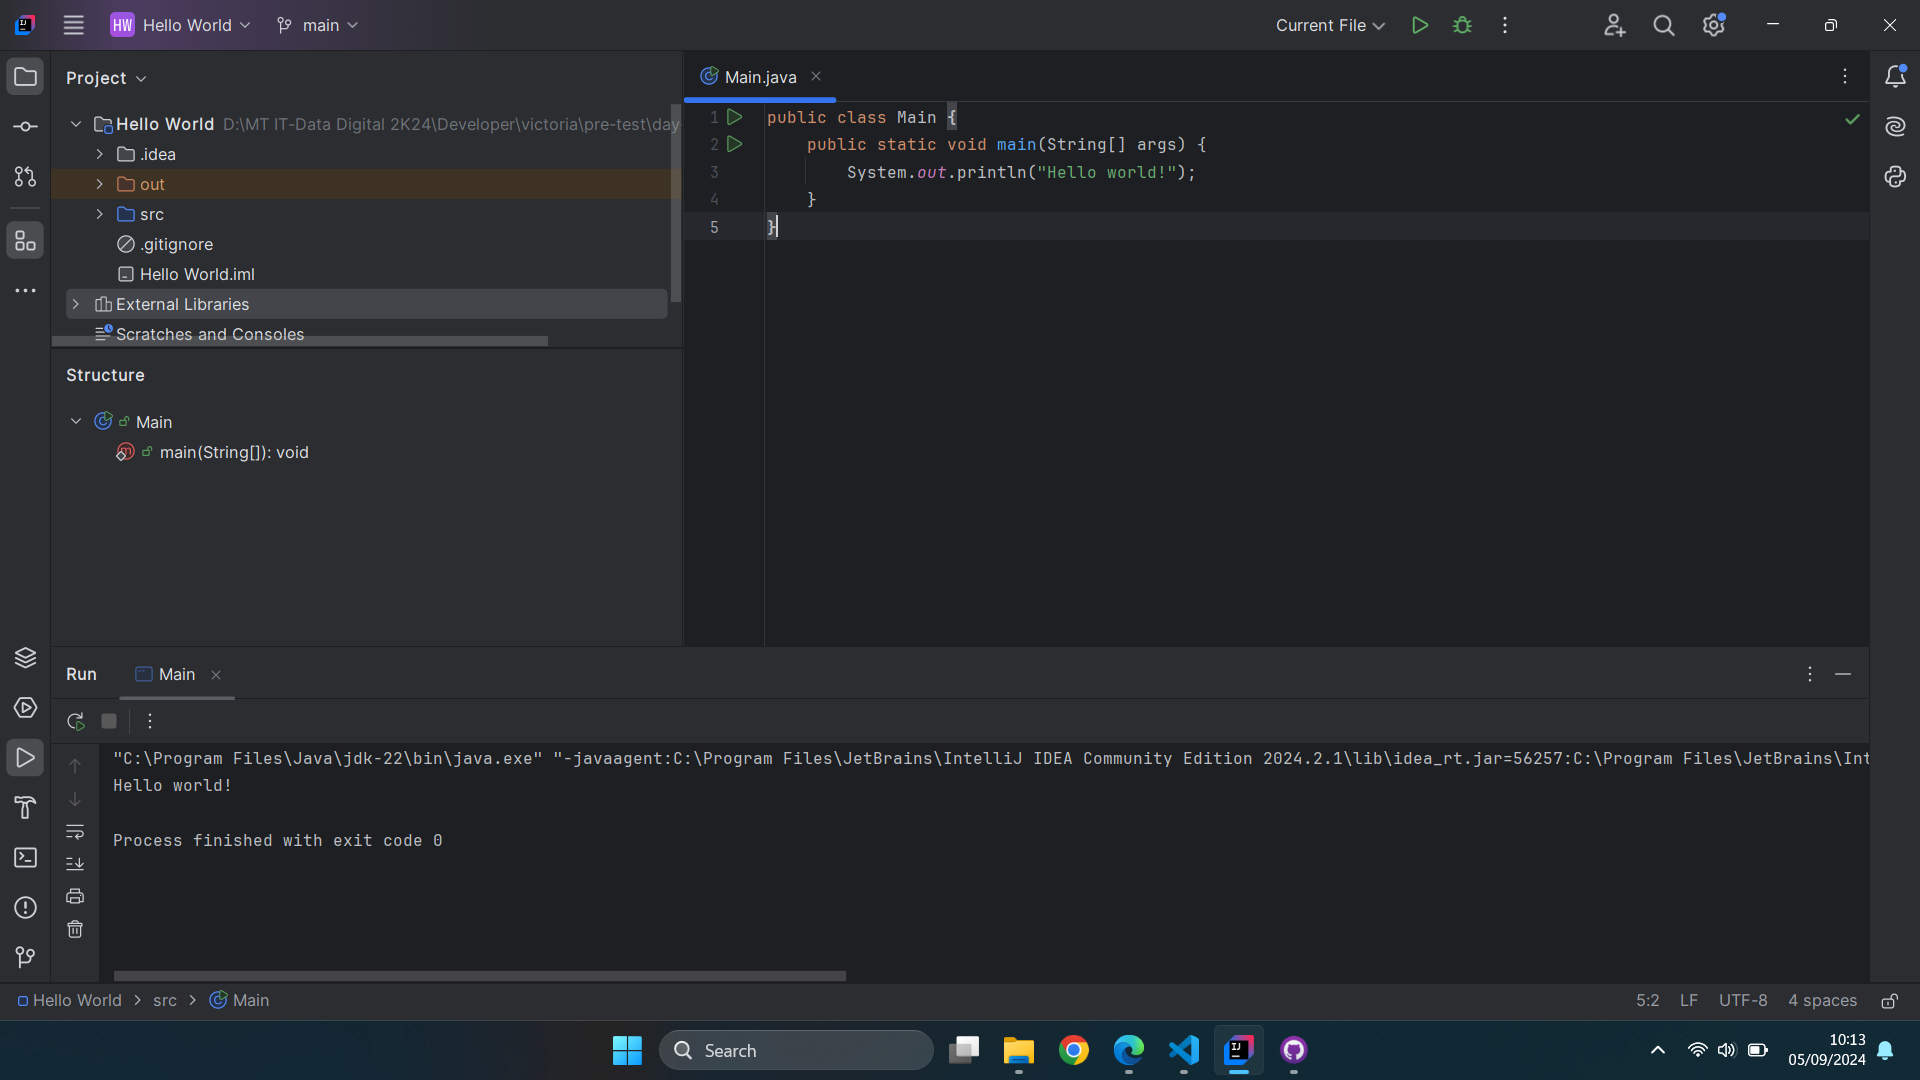 HW Hello World main Current File
Project
Hello World D:\MT IT-Data Digital 2K24\Developer\victoria\pre-test\day
.idea
out
src
.gitignore
Hello World.iml
External Libraries
Scratches and Consoles
Structure
Main
main(String[]): void
Main.java
1 public class Main {
2 public static void main(String[] args) {
3 System.out.println("Hello world!");
4 }
5 }
Run Main
"C:\Program Files\Java\jdk-22\bin\java.exe" "-javaagent:C:\Program Files\JetBrains\IntelliJ IDEA Community Edition 2024.2.1\lib\idea_rt.jar=56257:C:\Program Files\JetBrains\Int
Hello world!
Process finished with exit code 0
Hello World > src > Main 5:2 LF UTF-8 4 spaces
Search
10:13
05/09/2024